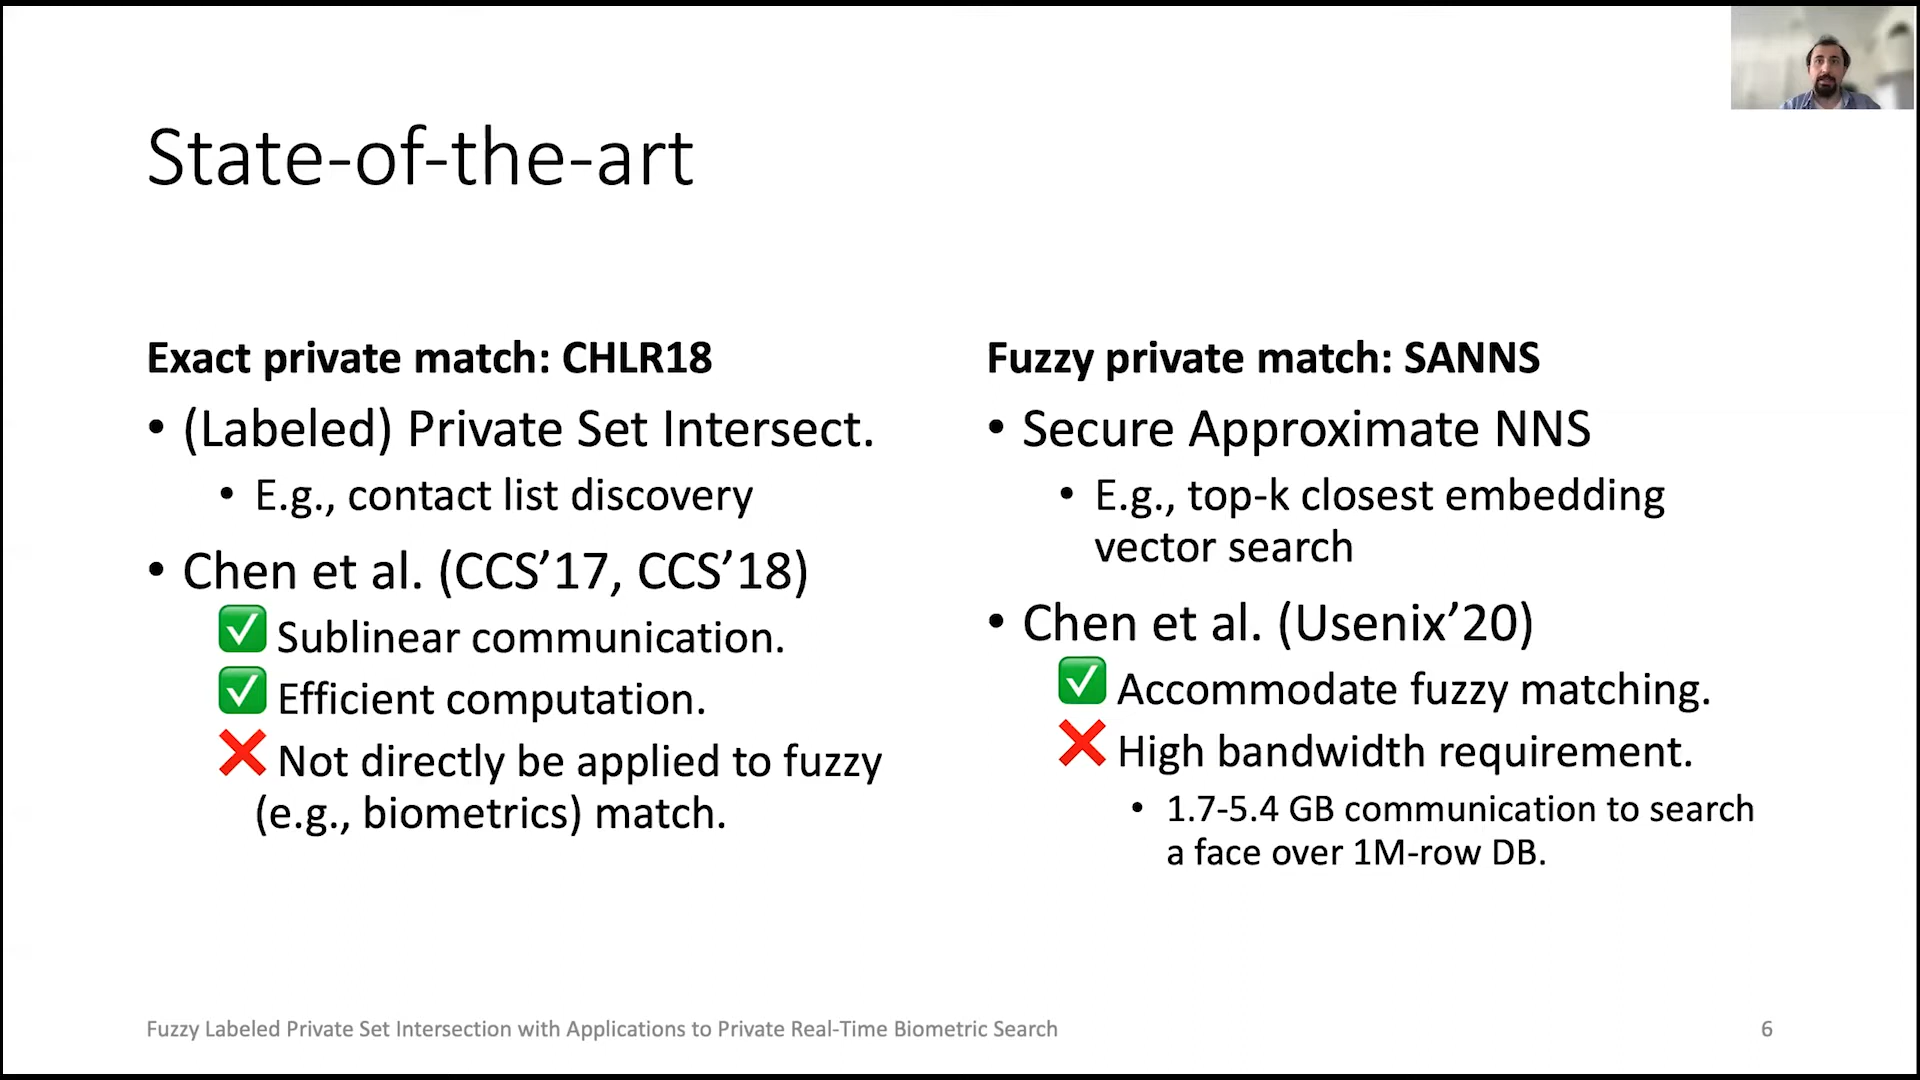 State-of-the-art
Exact private match: CHLR18
• (Labeled) Private Set Intersect.
• E.g., contact list discovery
• Chen et al. (CCS’17, CCS’18)
✅ Sublinear communication.
✅ Efficient computation.
❌ Not directly be applied to fuzzy
(e.g., biometrics) match.
Fuzzy private match: SANNS
• Secure Approximate NNS
• E.g., top-k closest embedding
vector search
• Chen et al. (Usenix’20)
✅ Accommodate fuzzy matching.
❌ High bandwidth requirement.
• 1.7-5.4 GB communication to search
a face over 1M-row DB.
Fuzzy Labeled Private Set Intersection with Applications to Private Real-Time Biometric Search
6